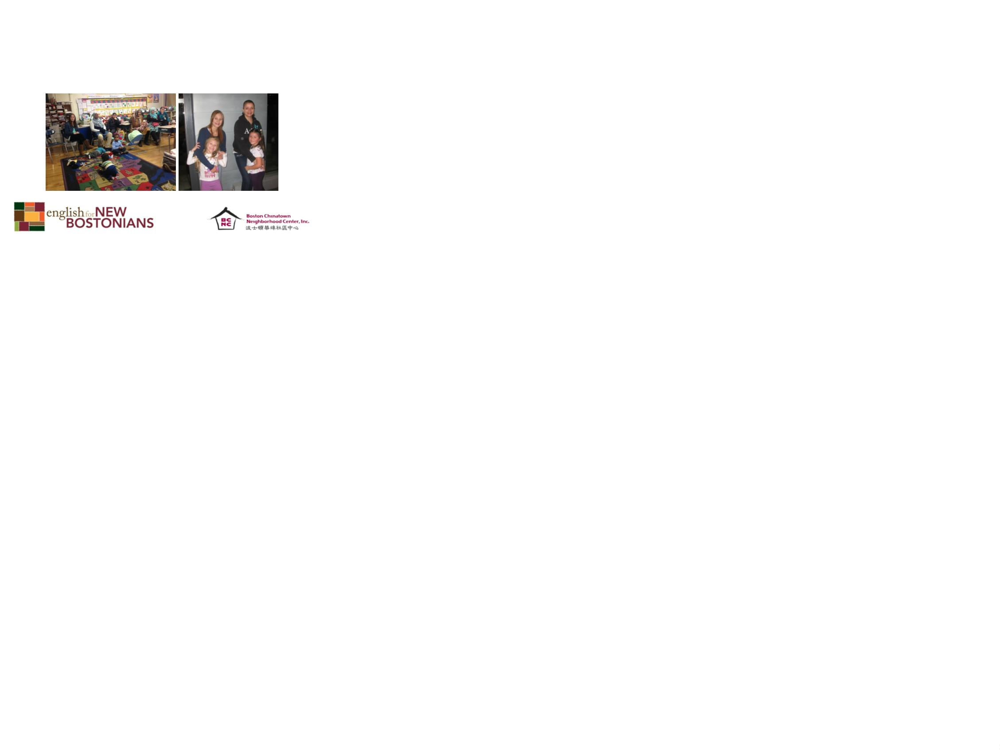 english for NEW
BOSTONIANS
BC
NC
Boston Chinatown
Neighborhood Center, Inc.
波士頓華埠社區中心